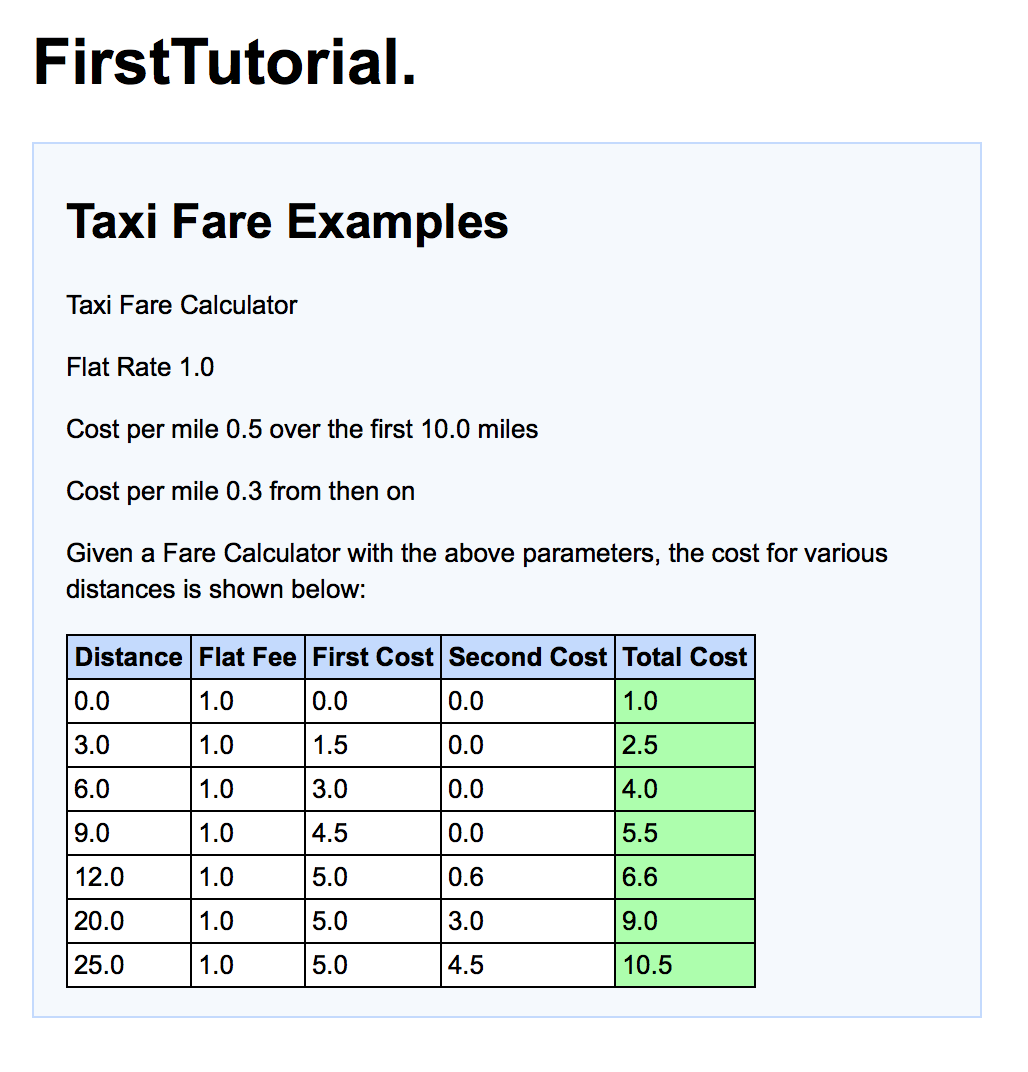 FirstTutorial.
Taxi Fare Examples
Taxi Fare Calculator
Flat Rate 1.0
Cost per mile 0.5 over the first 10.0 miles
Cost per mile 0.3 from then on
Given a Fare Calculator with the above parameters, the cost for various
distances is shown below:
Distance Flat Fee First Cost Second Cost Total Cost
0.0 1.0 0.0 0.0 1.0
3.0 1.0 1.5 0.0 2.5
6.0 1.0 3.0 0.0 4.0
9.0 1.0 4.5 0.0 5.5
12.0 1.0 5.0 0.6 6.6
20.0 1.0 5.0 3.0 9.0
25.0 1.0 5.0 4.5 10.5